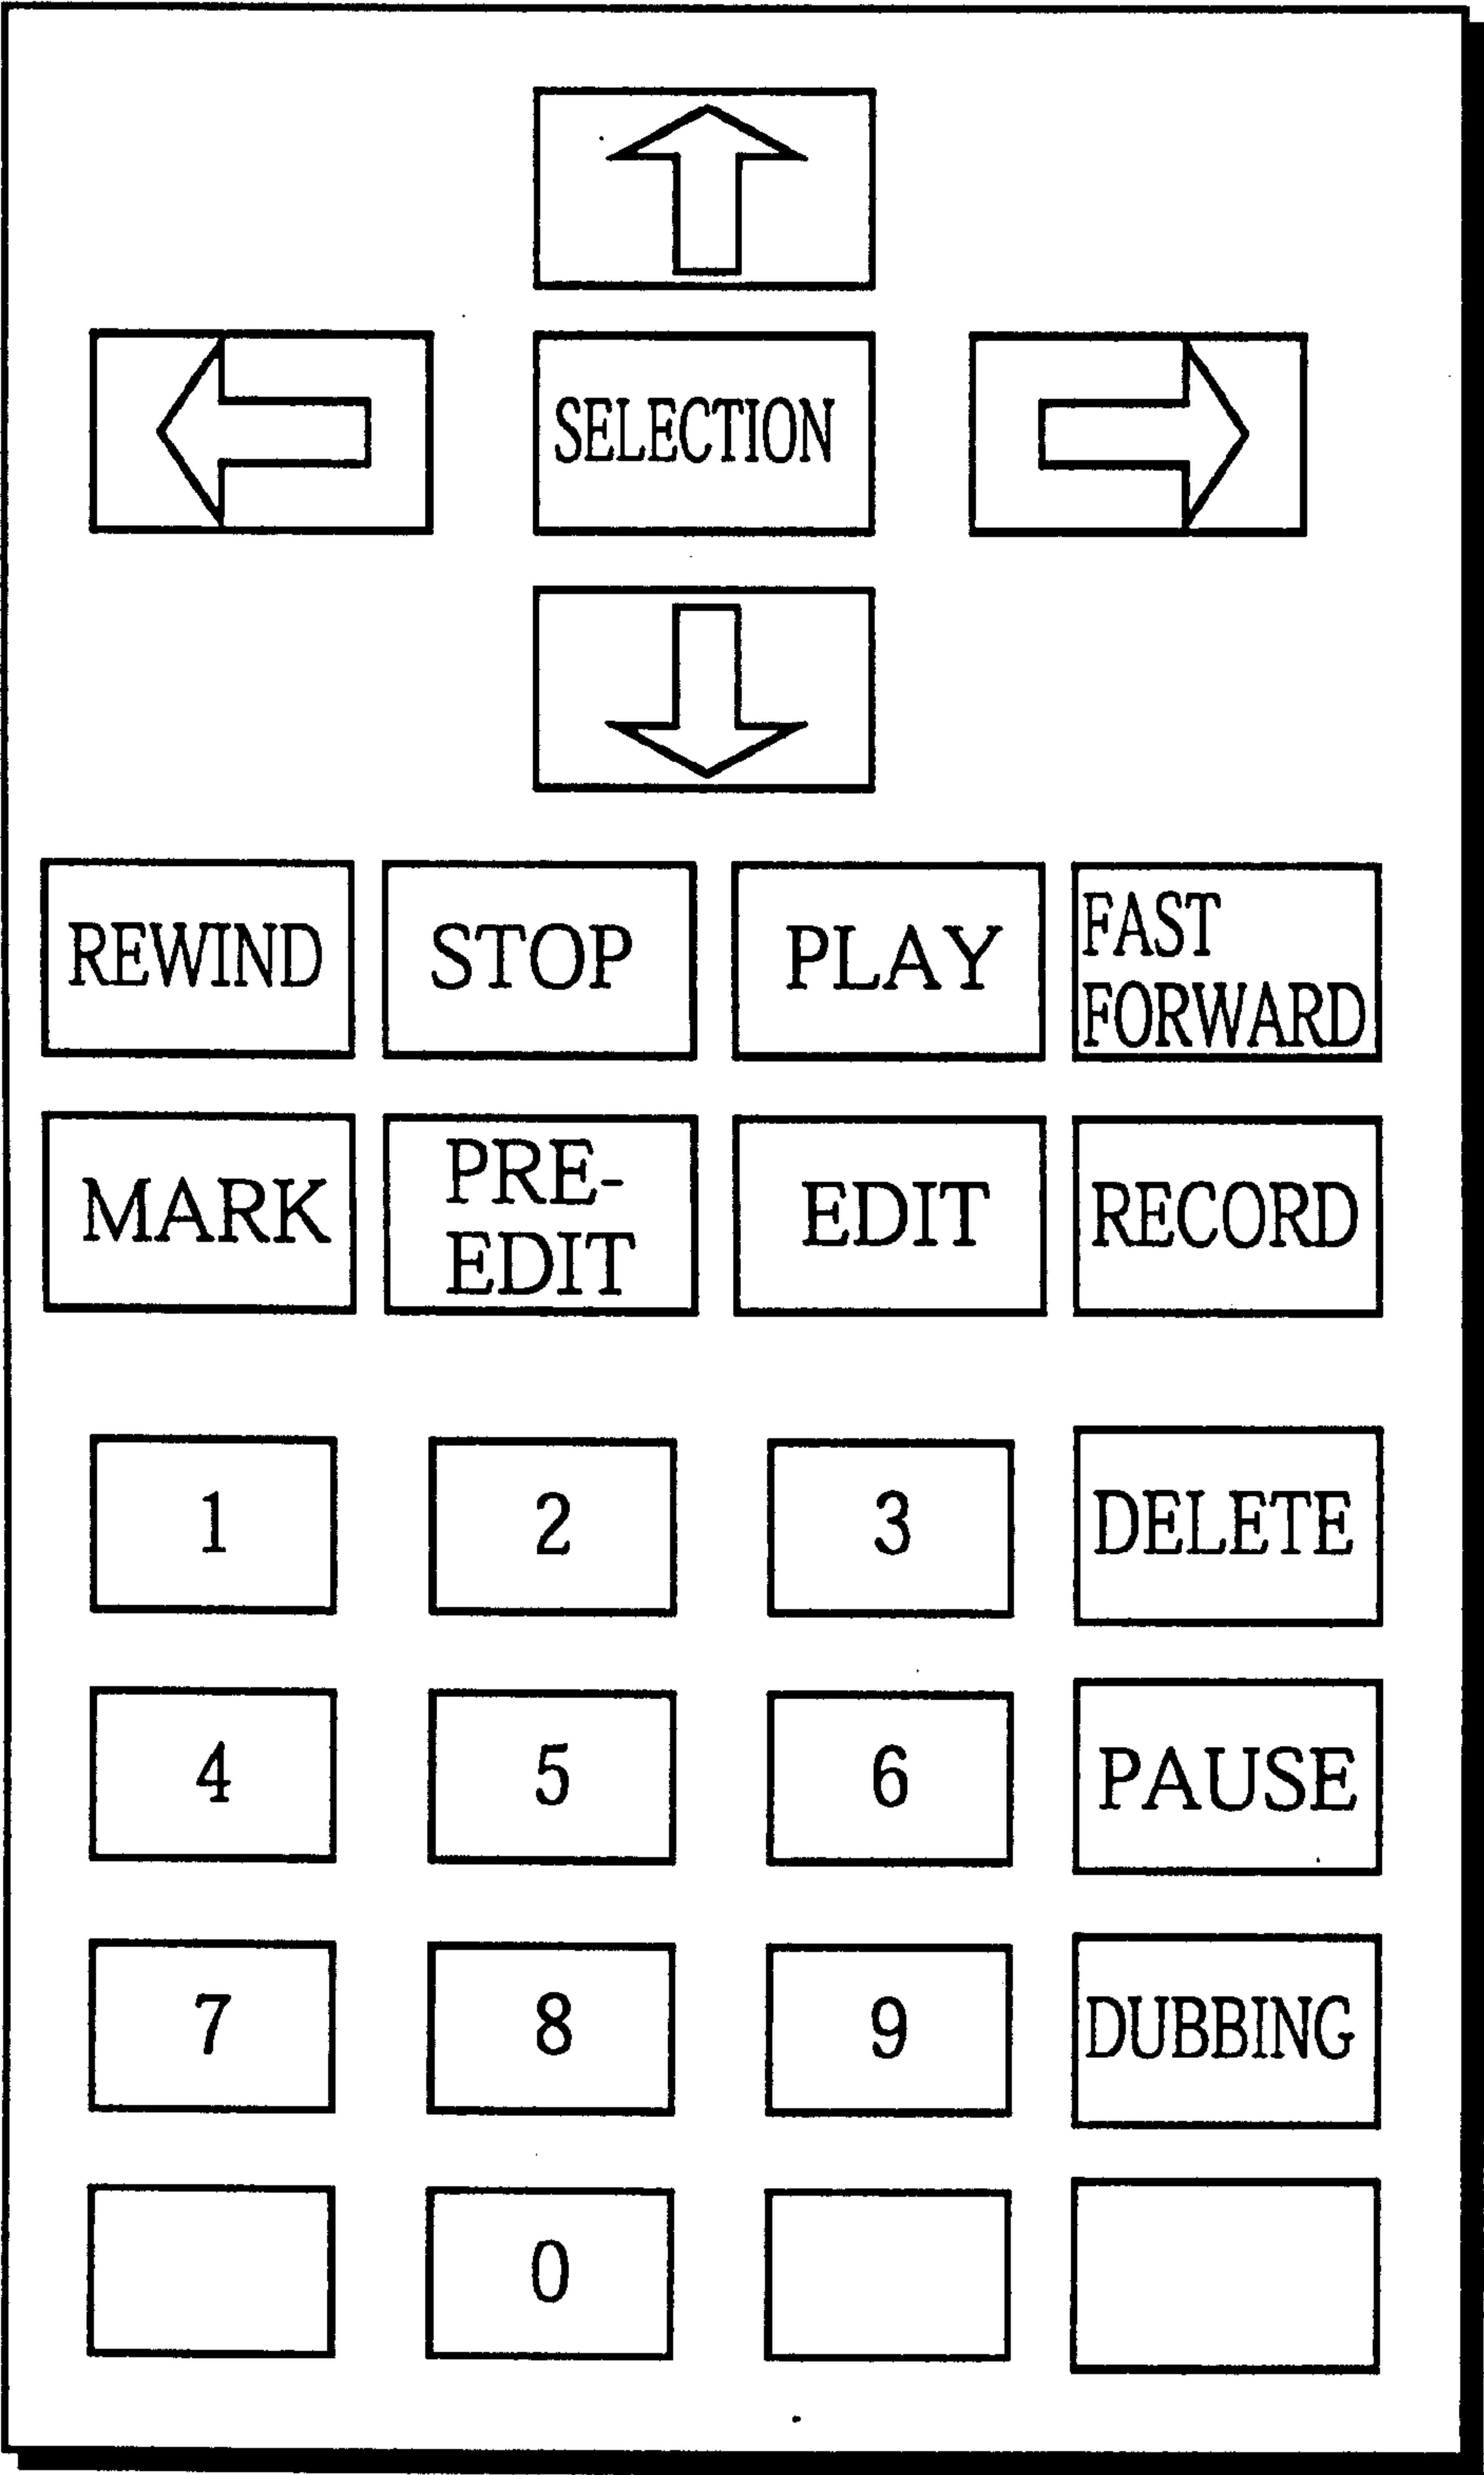 SELECTION
REWIND
STOP
PLAY
FAST
FORWARD
MARK
PRE-
EDIT
EDIT
RECORD
1
2
3
DELETE
4
5
6
PAUSE
7
8
9
DUBBING
0